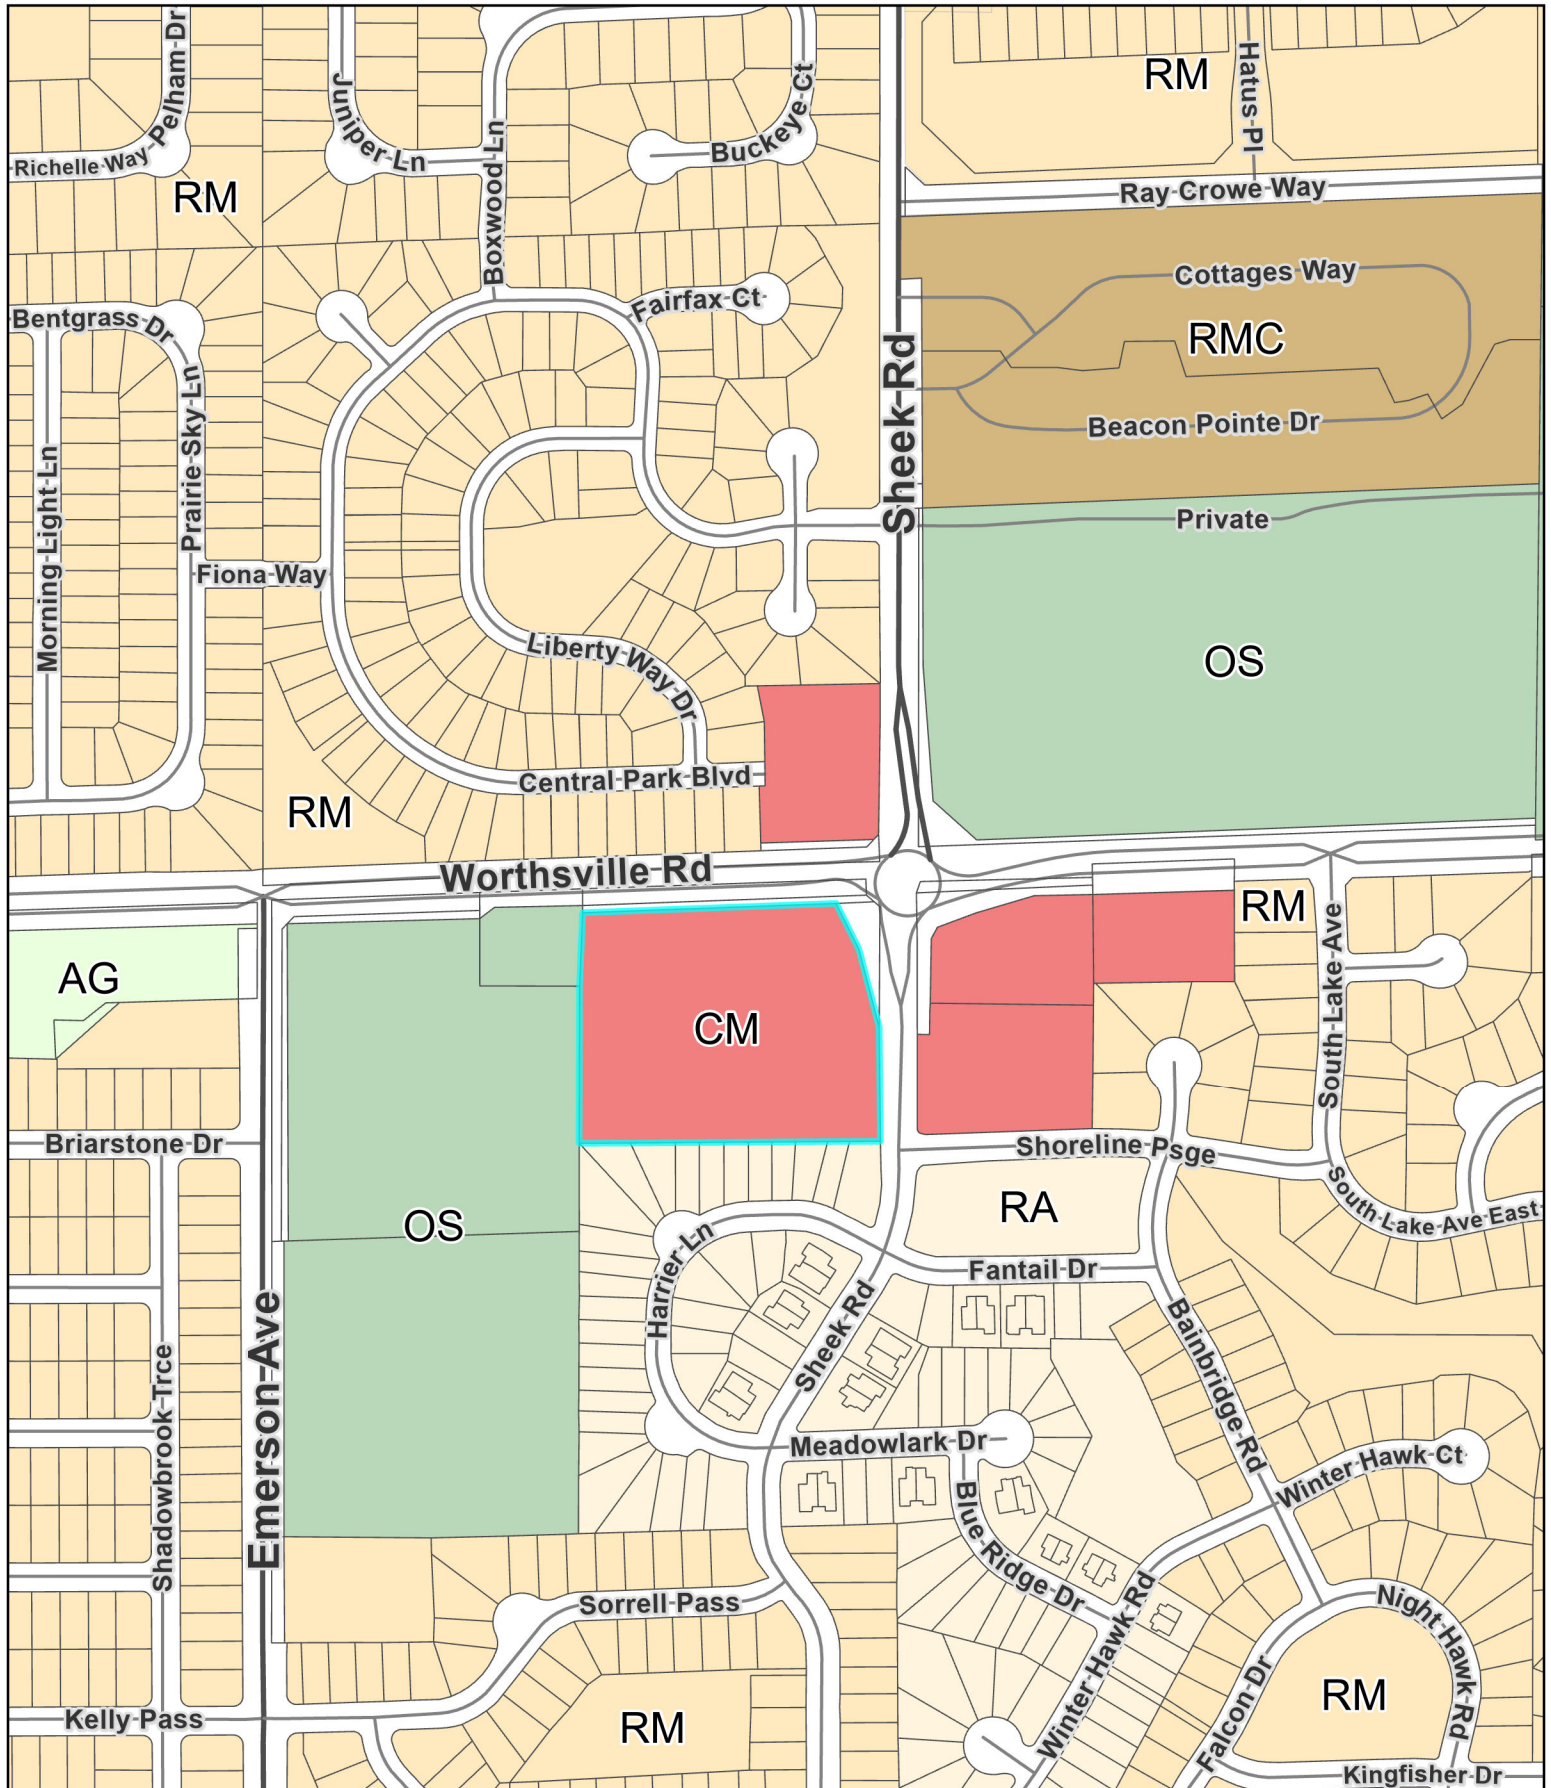 Pelham-Dr
Juniper Ln
Boxwood-Ln
Buckeye-Ct
RM
Hatus-Pl
Richelle Way
RM
Ray-Crowe-Way
Cottages-Way
Fairfax-Ct
Bentgrass-Dr
RMC
Sheek-Rd
Beacon-Pointe-Dr
Prairie-Sky-Ln
Morning-Light-Ln
Private
Fiona-Way
OS
Liberty-Way-Dr
Central-Park-Blvd
RM
Worthsville-Rd
RM
AG
South-Lake-Ave
CM
Briarstone-Dr
Shoreline-Psge
RA
South-Lake-Ave East
OS
Harrier-Ln
Fantail-Dr
Sheek-Rd
Bainbridge-Rd
Emerson-Ave
Shadowbrook-Trce
Meadowlark-Dr
Winter-Hawk-Ct
Blue-Ridge-Dr
Sorrell-Pass
Winter-Hawk-Rd
Night-Hawk-Rd
Falcon-Dr
RM
Kelly-Pass
RM
Kingfisher Dr